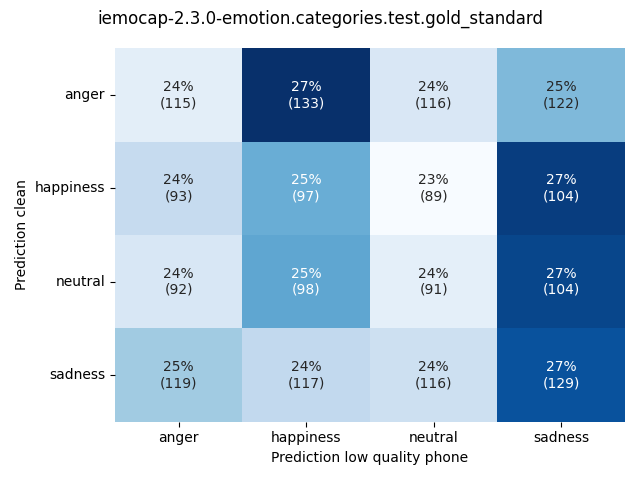 iemocap-2.3.0-emotion.categories.test.gold_standard
anger
24%
(115)
27%
(133)
24%
(116)
25%
(122)
happiness
24%
(93)
25%
(97)
23%
(89)
27%
(104)
neutral
24%
(92)
25%
(98)
24%
(91)
27%
(104)
sadness
25%
(119)
24%
(117)
24%
(116)
27%
(129)
Prediction clean
anger
happiness
neutral
sadness
Prediction low quality phone